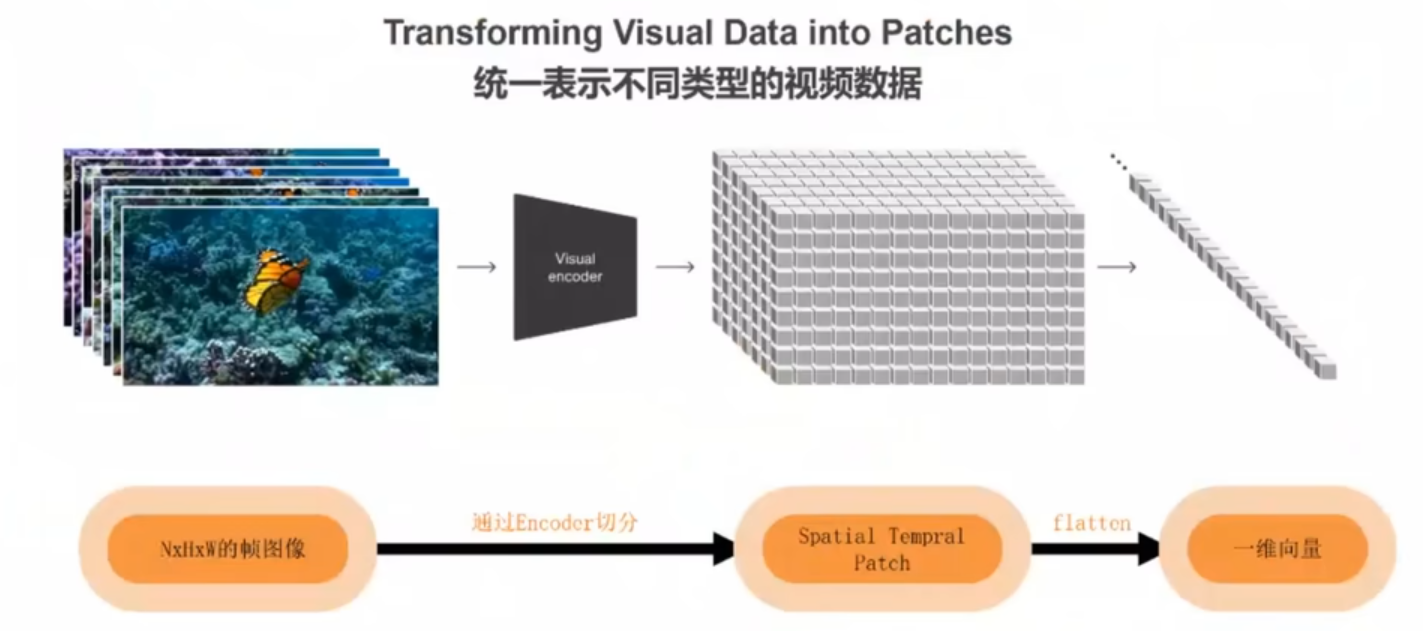 Transforming Visual Data into Patches
统一表示不同类型的视频数据
Visual
encoder
NxHxW的帧图像
通过Encoder切分
Spatial Tempral
Patch
flatten
一维向量